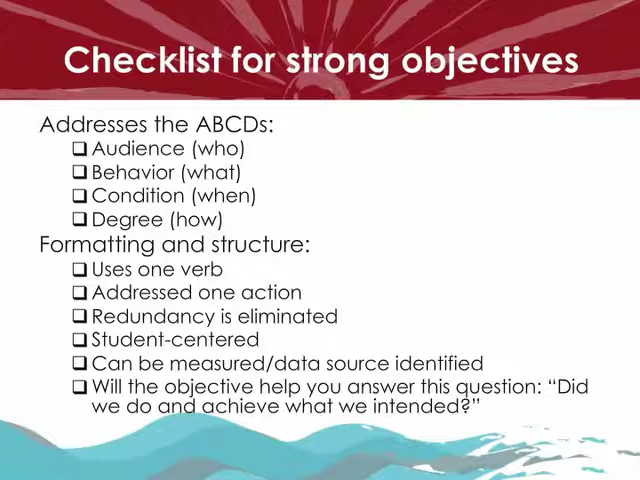 Checklist for strong objectives
Addresses the ABCDs:
❑ Audience (who)
❑ Behavior (what)
❑ Condition (when)
❑ Degree (how)
Formatting and structure:
❑ Uses one verb
❑ Addressed one action
❑ Redundancy is eliminated
❑ Student-centered
❑ Can be measured/data source identified
❑ Will the objective help you answer this question: “Did
we do and achieve what we intended?”